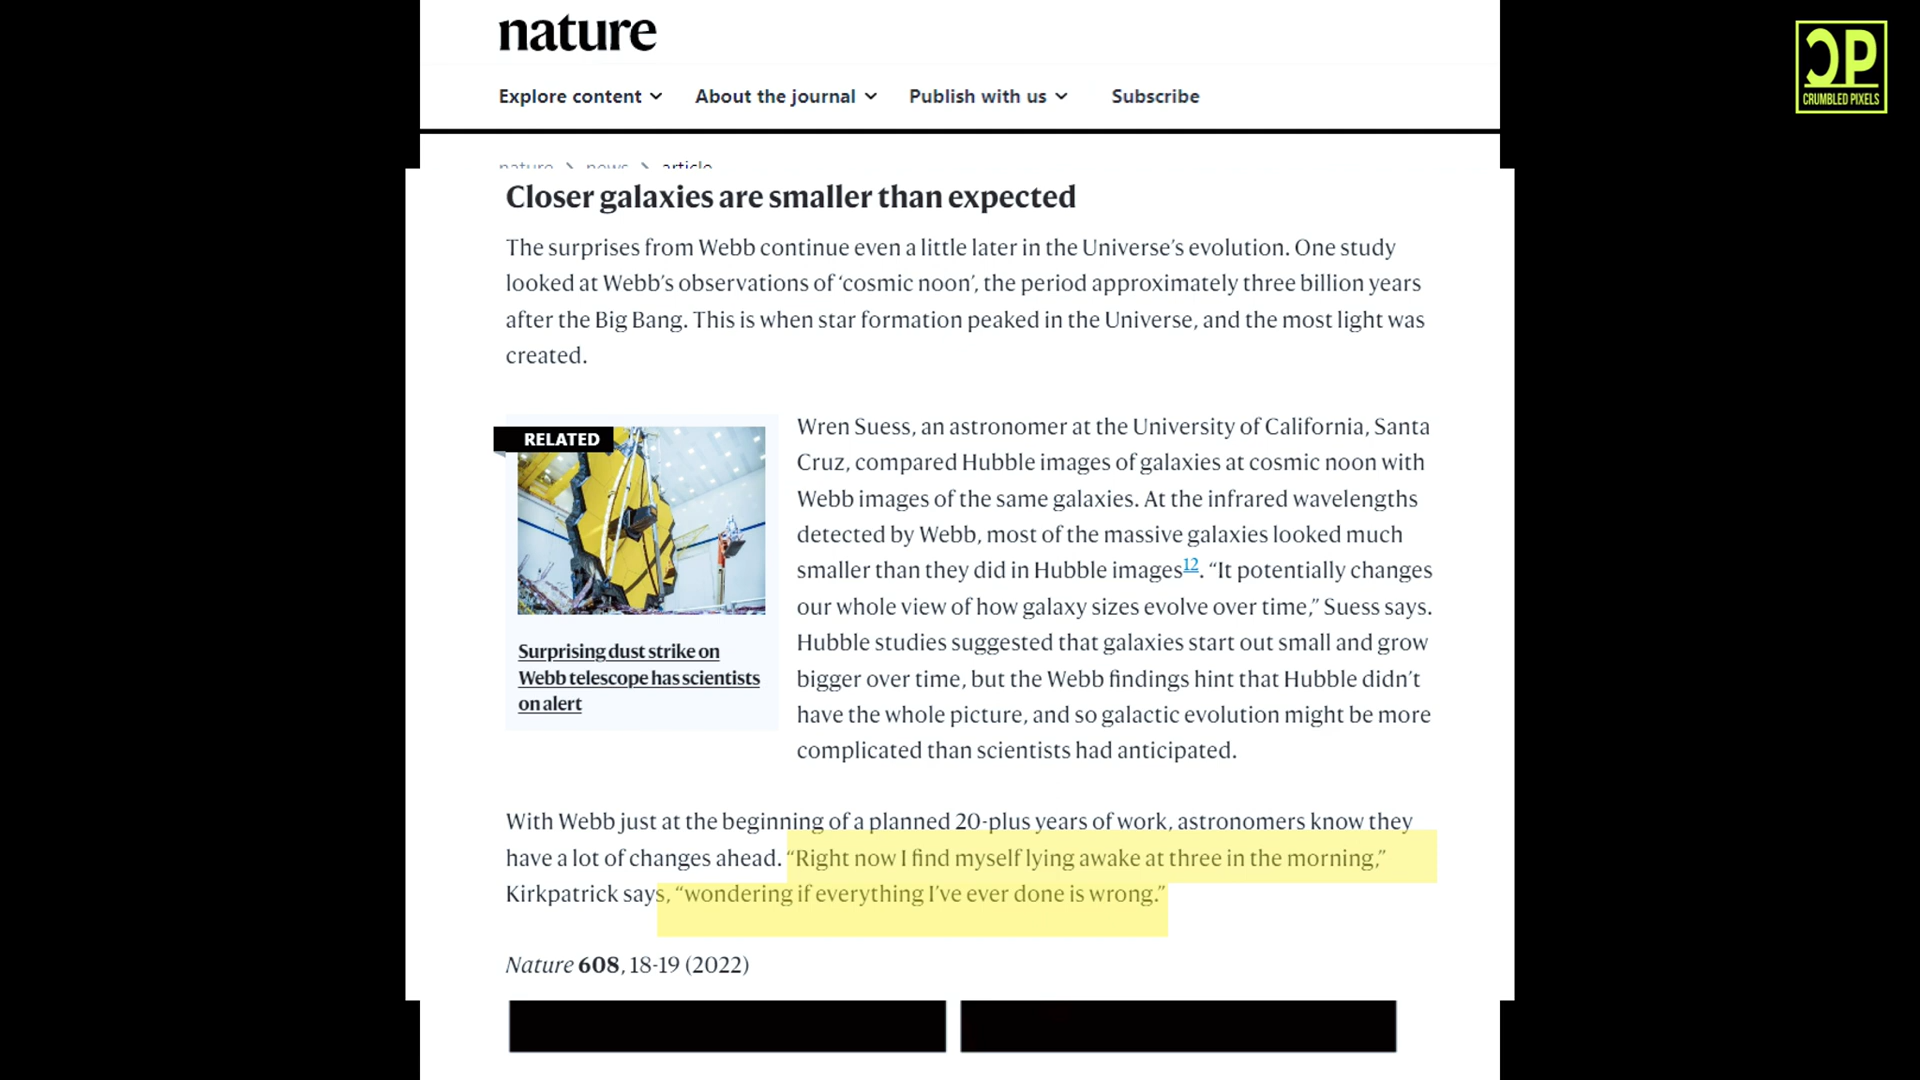 nature
Explore content
About the journal
Publish with us
Subscribe
CP
CRUMBLED PIXELS
nature > news > article
Closer galaxies are smaller than expected
The surprises from Webb continue even a little later in the Universe’s evolution. One study
looked at Webb’s observations of ‘cosmic noon’, the period approximately three billion years
after the Big Bang. This is when star formation peaked in the Universe, and the most light was
created.
RELATED
Surprising dust strike on
Webb telescope has scientists
on alert
Wren Suess, an astronomer at the University of California, Santa
Cruz, compared Hubble images of galaxies at cosmic noon with
Webb images of the same galaxies. At the infrared wavelengths
detected by Webb, most of the massive galaxies looked much
smaller than they did in Hubble images12. “It potentially changes
our whole view of how galaxy sizes evolve over time,” Suess says.
Hubble studies suggested that galaxies start out small and grow
bigger over time, but the Webb findings hint that Hubble didn’t
have the whole picture, and so galactic evolution might be more
complicated than scientists had anticipated.
With Webb just at the beginning of a planned 20-plus years of work, astronomers know they
have a lot of changes ahead. “Right now I find myself lying awake at three in the morning,”
Kirkpatrick says, “wondering if everything I’ve ever done is wrong.”
Nature 608, 18-19 (2022)